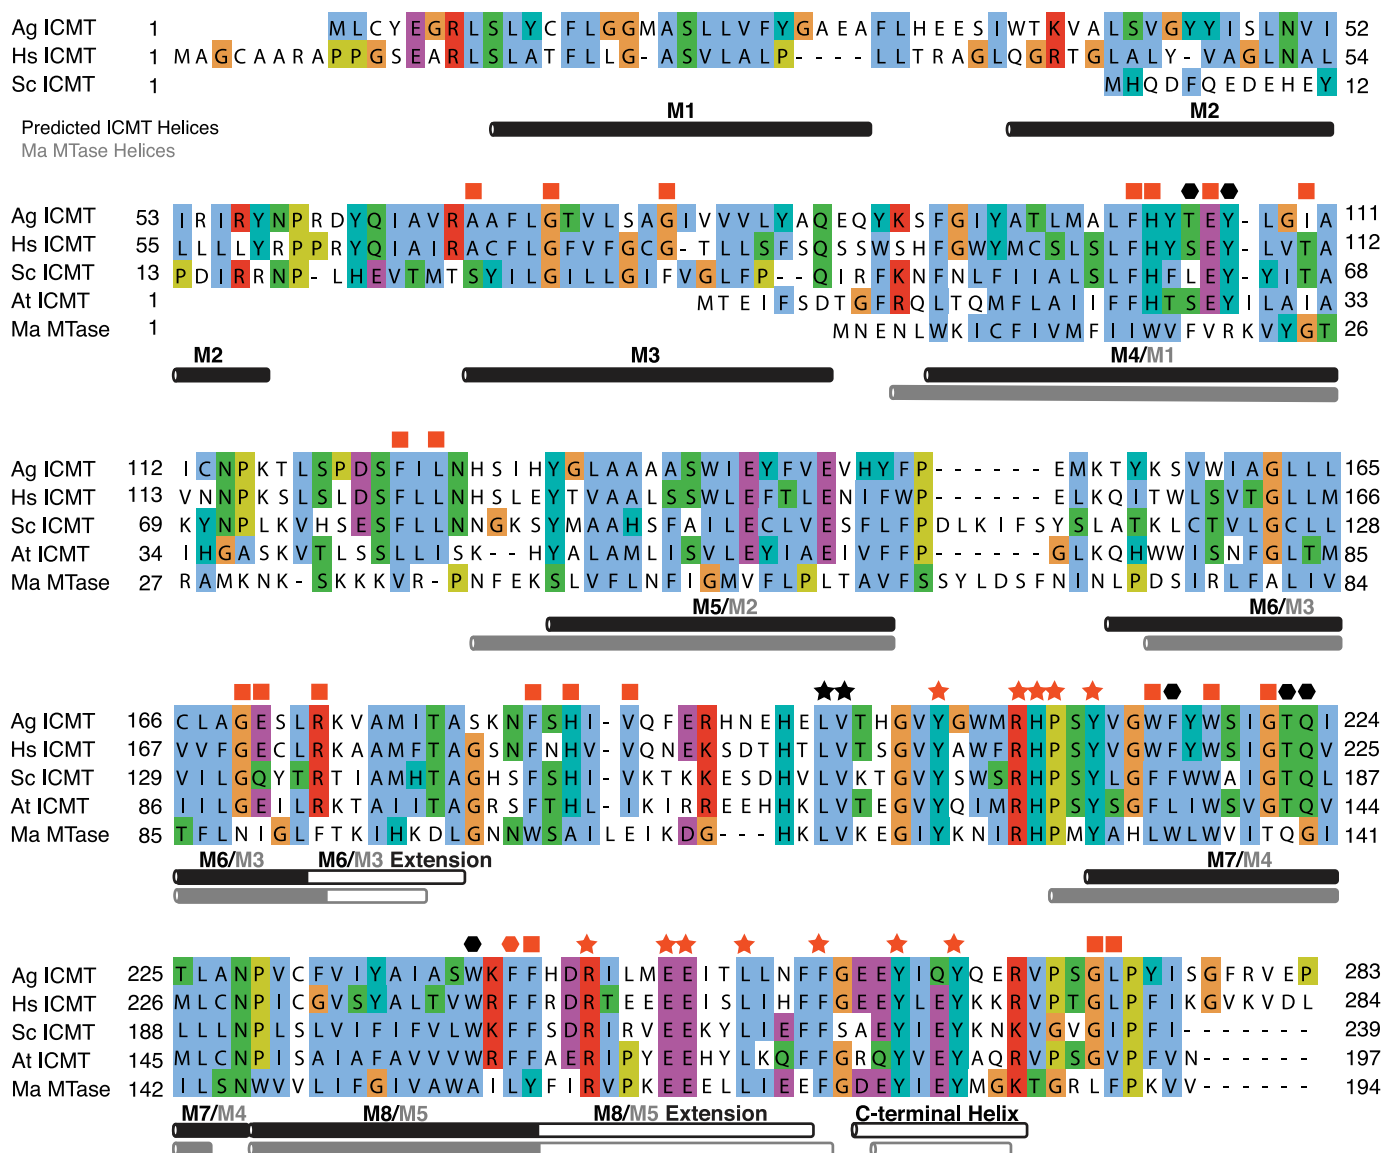 Ag ICMT 1 MLCYEGRLSLYCFLGGMASLLVFYGAEAFLHEESIWTKVALSVGYYISLNVI 52
Hs ICMT 1 MAGCAARAPPGSEARLSLATFLLG-ASVLALP----LLTRAGLQGRTGLALY-VAGLNAL 54
Sc ICMT 1 MHQDFQEDEHEY 12
M1 M2
Predicted ICMT Helices
Ma MTase Helices
Ag ICMT 53 IRIRYNPRDYQIAVRAAFLGTVLSAGIVVVLYAQEQYKSFGIYATLMALFHYTEY-LGIA 111
Hs ICMT 55 LLLLYRPPRYQIAIRACFLGFVFGCG-TLLSFSQSSWSHFGWYMCSLSLFHYSEY-LVTA 112
Sc ICMT 13 PDIRRNP-LHEVTMTSYILGILLGIFVGLFP--QIRFKNFNLFIIALSLFHFLEY-YITA 68
At ICMT 1 MTEIFSDTGFRQLTQMFLAIIFFHTSEYILAIA 33
Ma MTase 1 MNENLWKICFIVMFIIWVFVRKVYGT 26
M2 M3 M4/M1
Ag ICMT 112 ICNPKTLSPDSFILNHSIHYGLAAAASWIEYFVEVHYFP------EMKTYKSVWIAGLLL 165
Hs ICMT 113 VNNPKSLSLDSFLLNHSLEYTVAALSSWLEFTLENIFWP------ELKQITWLSVTGLLM 166
Sc ICMT 69 KYNPLKVHSESFLLNNGKSYMAAHSFAILECLVESFLFPDLKIFSYSLATKLCTVLGCLL 128
At ICMT 34 IHGASKVTLSSLLISK--HYALAMLISVLEYIAEIVFFP------GLKQHWWISNFGLTM 85
Ma MTase 27 RAMKNK-SKKKVR-PNFEKSLVFLNFIGMVFLPLTAVFSSYLDSFNINLPDSIRLFALIV 84
M5/M2 M6/M3
Ag ICMT 166 CLAGESLRKVAMITASKNFSHI-VQFERHNEHELVTHGVYGWMRHPSYVGWFYWSIGTQI 224
Hs ICMT 167 VVFGECLRKAAMFTAGSNFNHV-VQNEKSDTHTLVTSGVYAWFRHPSYVGWFYWSIGTQV 225
Sc ICMT 129 VILGQYTRTIAMHTAGHSFSHI-VKTKKESDHVLVKTGVYSWSRHPSYLGFFWWAIGTQL 187
At ICMT 86 IILGEILRKTAIITAGRSFTHL-IKIRREEHHKLVTEGVYQIMRHPSYSGFLIWSVGTQV 144
Ma MTase 85 TFLNIGLFTKIHKDLGNNWSAILEIKDG---HKLVKEGIYKNIRHPMYAHLWLWVITQGI 141
M6/M3 M6/M3 Extension M7/M4
Ag ICMT 225 TLANPVCFVIYAIASWKFFHDRILMEEITLLNFFGEEYIQYQERVPSGLPYISGFRVEP 283
Hs ICMT 226 MLCNPICGVSYALTVWRFFRDRTEEEEISLIHFFGEEYLEYKKRVPTGLPFIKGVKVDL 284
Sc ICMT 188 LLLNPLSLVIFIFVLWKFFSDRIRVEEKYLIEFFSAEYIEYKNKVGVGIPFI------- 239
At ICMT 145 MLCNPISAIAFAVVVWRFFAERIPYEEHYLKQFFGRQYVEYAQRVPSGVPFVN------ 197
Ma MTase 142 ILSNWVVLIFGIVAWAILYFIRVPKEEELLIEEFGDEYIEYMGKTGRLFPKVV------ 194
M7/M4 M8/M5 M8/M5 Extension C-terminal Helix